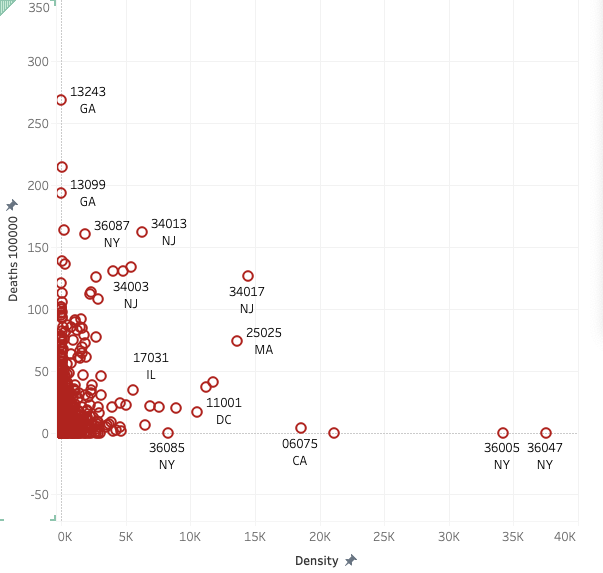 350
300
250
200
150
100
50
0
-50
Deaths 100000
13243
GA
13099
GA
36087
NY
34013
NJ
34003
NJ
34017
NJ
25025
MA
17031
IL
11001
DC
36085
NY
06075
CA
36005
NY
36047
NY
0K
5K
10K
15K
20K
25K
30K
35K
40K
Density